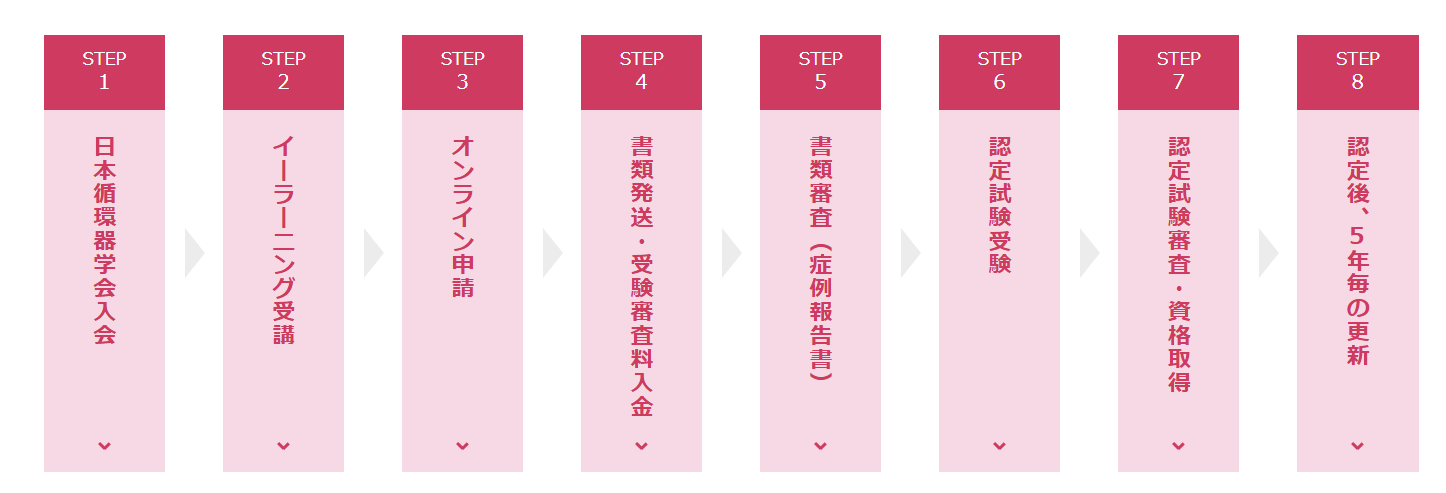 STEP
1
日本循環器学会入会
STEP
2
イーラーニング受講
STEP
3
オンライン申請
STEP
4
書類発送・受験審査料入金
STEP
5
書類審査（症例報告書）
STEP
6
認定試験受験
STEP
7
認定試験審査・資格取得
STEP
8
認定後、5年毎の更新